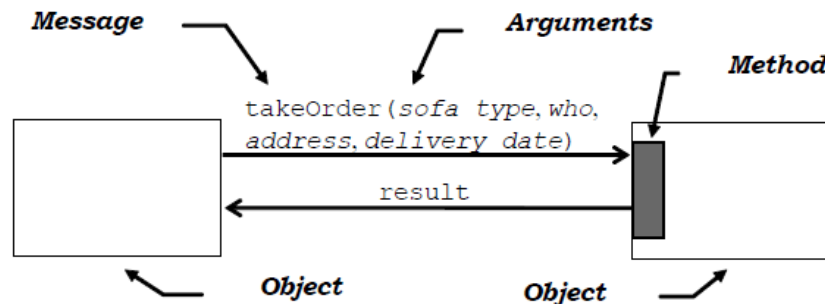 Message
Arguments
Method
takeOrder(sofa type, who,
address, delivery date)
result
Object
Object